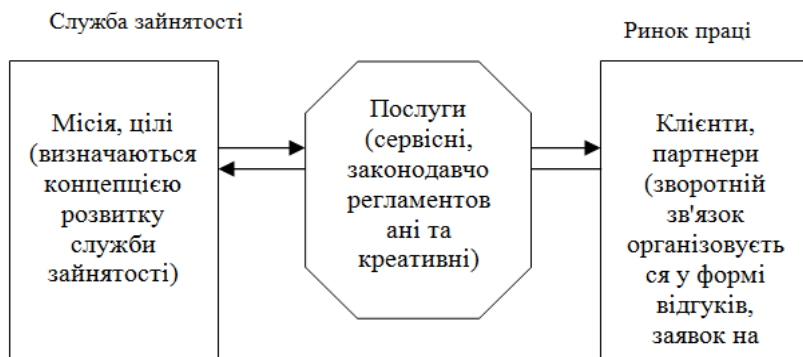 Служба зайнятості
Ринок праці
Місія, цілі
(визначаються
концепцією
розвитку
служби
зайнятості)
Послуги
(сервісні,
законодавчо
регламентов
ані та
креативні)
Клієнти,
партнери
(зворотній
зв'язок
організовуєть
ся у формі
відгуків,
заявок на